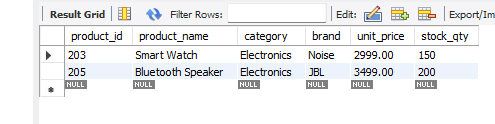 Result Grid Filter Rows: Edit: Export/Im
product_id product_name category brand unit_price stock_qty
203 Smart Watch Electronics Noise 2999.00 150
205 Bluetooth Speaker Electronics JBL 3499.00 200
NULL NULL NULL NULL NULL NULL